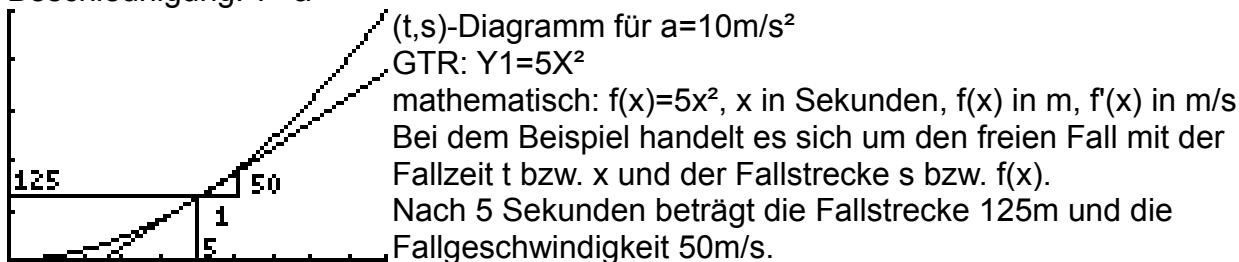 (t,s)-Diagramm für a=10m/s²
GTR: Y1=5X²
mathematisch: f(x)=5x², x in Sekunden, f(x) in m, f'(x) in m/s
Bei dem Beispiel handelt es sich um den freien Fall mit der
Fallzeit t bzw. x und der Fallstrecke s bzw. f(x).
Nach 5 Sekunden beträgt die Fallstrecke 125m und die
Fallgeschwindigkeit 50m/s.
125
50
1
5